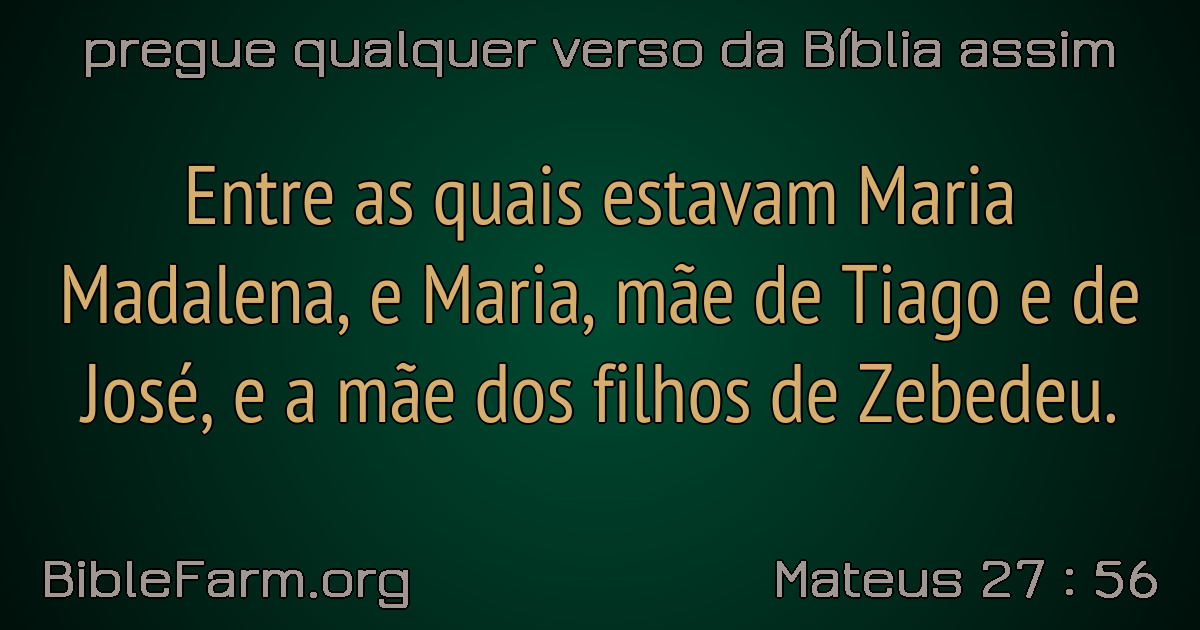 pregue qualquer verso da Bíblia assim
Entre as quais estavam Maria
Madalena, e Maria, mãe de Tiago e de
José, e a mãe dos filhos de Zebedeu.
BibleFarm.org
Mateus 27 : 56